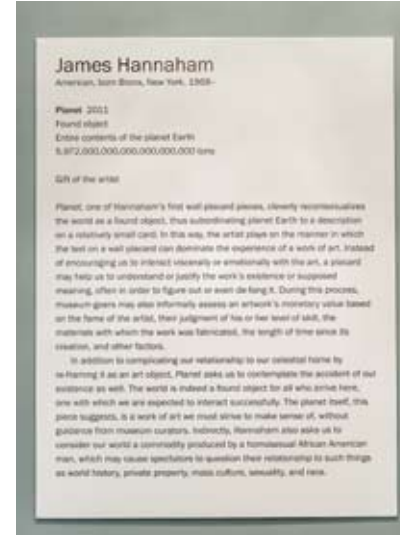 James Hannaham
American, born Bronx, New York, 1968–
Planet 2011
Found object
Entire contents of the planet Earth
5,972,000,000,000,000,000,000 tons
Gift of the artist
Planet, one of Hannaham's first wall placard pieces, cleverly recontextualizes
the world as a found object, thus subordinating planet Earth to a description
on a relatively small card. In this way, the artist plays on the manner in which
the text on a wall placard can dominate the experience of a work of art. Instead
of encouraging us to interact viscerally or emotionally with the art, a placard
may help us to understand or justify the work's existence or supposed
meaning, often in order to figure out or even de-fang it. During this process,
museum-goers may also informally assess an artwork's monetary value based
on the fame of the artist, their judgment of his or her level of skill, the
materials with which the work was fabricated, the length of time since its
creation, and other factors.
In addition to complicating our relationship to our celestial home by
re-framing it as an art object, Planet asks us to contemplate the accident of our
existence as well. The world is indeed a found object for all who arrive here,
one with which we are expected to interact successfully. The planet itself, this
piece suggests, is a work of art we must strive to make sense of, without
guidance from museum curators. Indirectly, Hannaham also asks us to
consider our world a commodity produced by a homosexual African American
man, which may cause spectators to question their relationship to such things
as world history, private property, mass culture, sexuality, and race.